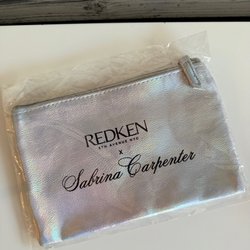 REDKEN
5TH AVENUE NYC
X
Sabrina Carpenter